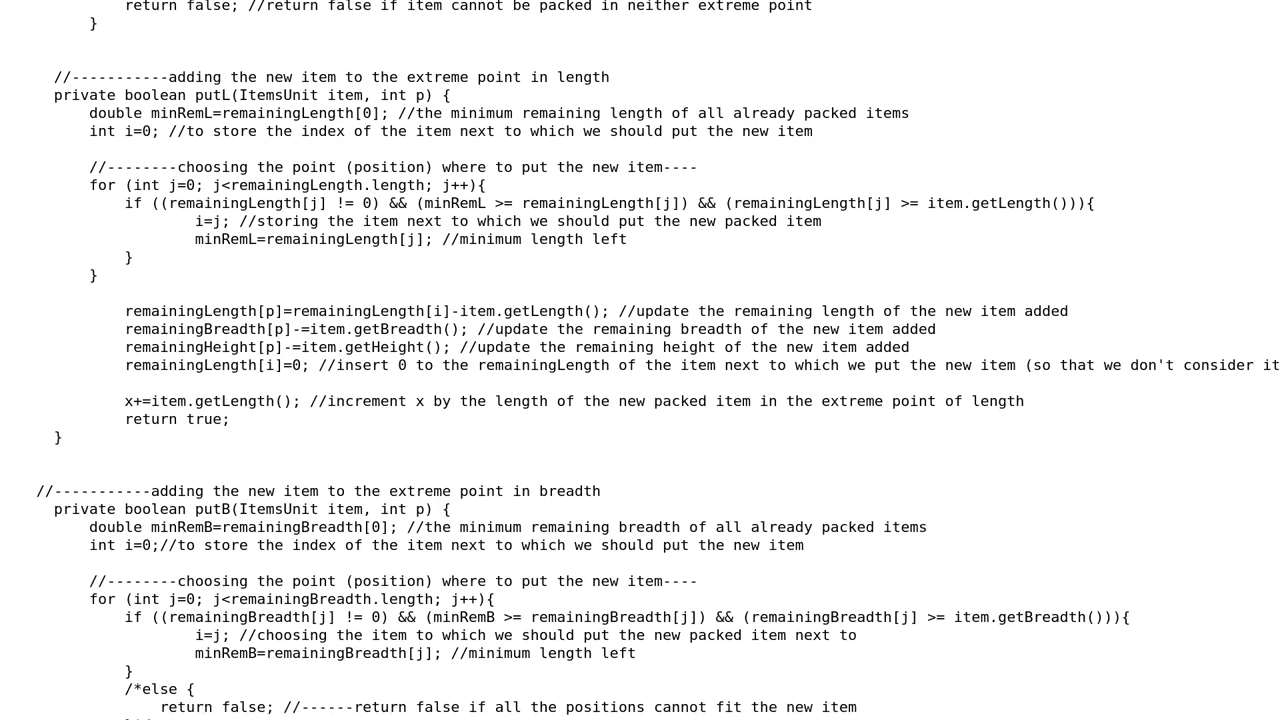 return false; //return false if item cannot be packed in neither extreme point
}
//-----------adding the new item to the extreme point in length
private boolean putL(ItemsUnit item, int p) {
double minRemL=remainingLength[0]; //the minimum remaining length of all already packed items
int i=0; //to store the index of the item next to which we should put the new item
//--------choosing the point (position) where to put the new item----
for (int j=0; j<remainingLength.length; j++){
if ((remainingLength[j] != 0) && (minRemL >= remainingLength[j]) && (remainingLength[j] >= item.getLength())){
i=j; //storing the item next to which we should put the new packed item
minRemL=remainingLength[j]; //minimum length left
}
}
remainingLength[p]=remainingLength[i]-item.getLength(); //update the remaining length of the new item added
remainingBreadth[p]-=item.getBreadth(); //update the remaining breadth of the new item added
remainingHeight[p]-=item.getHeight(); //update the remaining height of the new item added
remainingLength[i]=0; //insert 0 to the remainingLength of the item next to which we put the new item (so that we don't consider it
x+=item.getLength(); //increment x by the length of the new packed item in the extreme point of length
return true;
}
//-----------adding the new item to the extreme point in breadth
private boolean putB(ItemsUnit item, int p) {
double minRemB=remainingBreadth[0]; //the minimum remaining breadth of all already packed items
int i=0;//to store the index of the item next to which we should put the new item
//--------choosing the point (position) where to put the new item----
for (int j=0; j<remainingBreadth.length; j++){
if ((remainingBreadth[j] != 0) && (minRemB >= remainingBreadth[j]) && (remainingBreadth[j] >= item.getBreadth())){
i=j; //choosing the item to which we should put the new packed item next to
minRemB=remainingBreadth[j]; //minimum length left
}
/*else {
return false; //------return false if all the positions cannot fit the new item